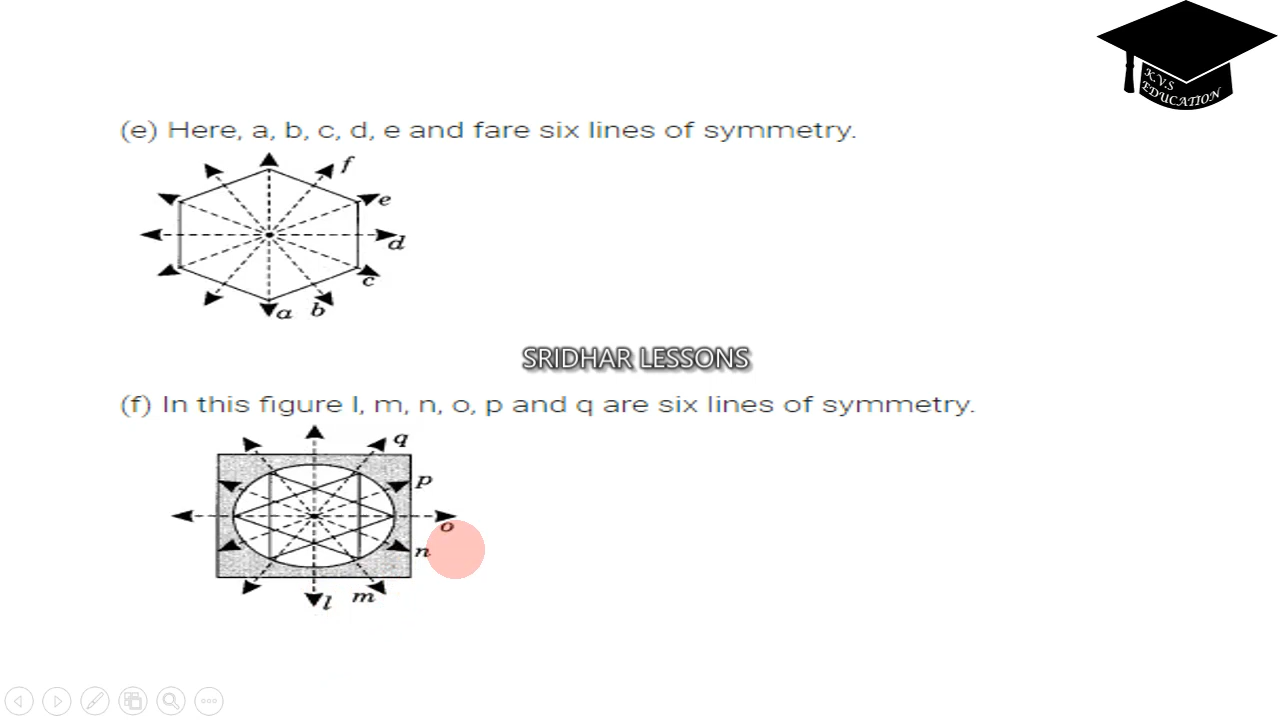 K.V.S
EDUCATION
(e) Here, a, b, c, d, e and fare six lines of symmetry.
f
e
d
c
a b
SRIDHAR LESSONS
(f) In this figure l, m, n, o, p and q are six lines of symmetry.
q
p
o
n
l m